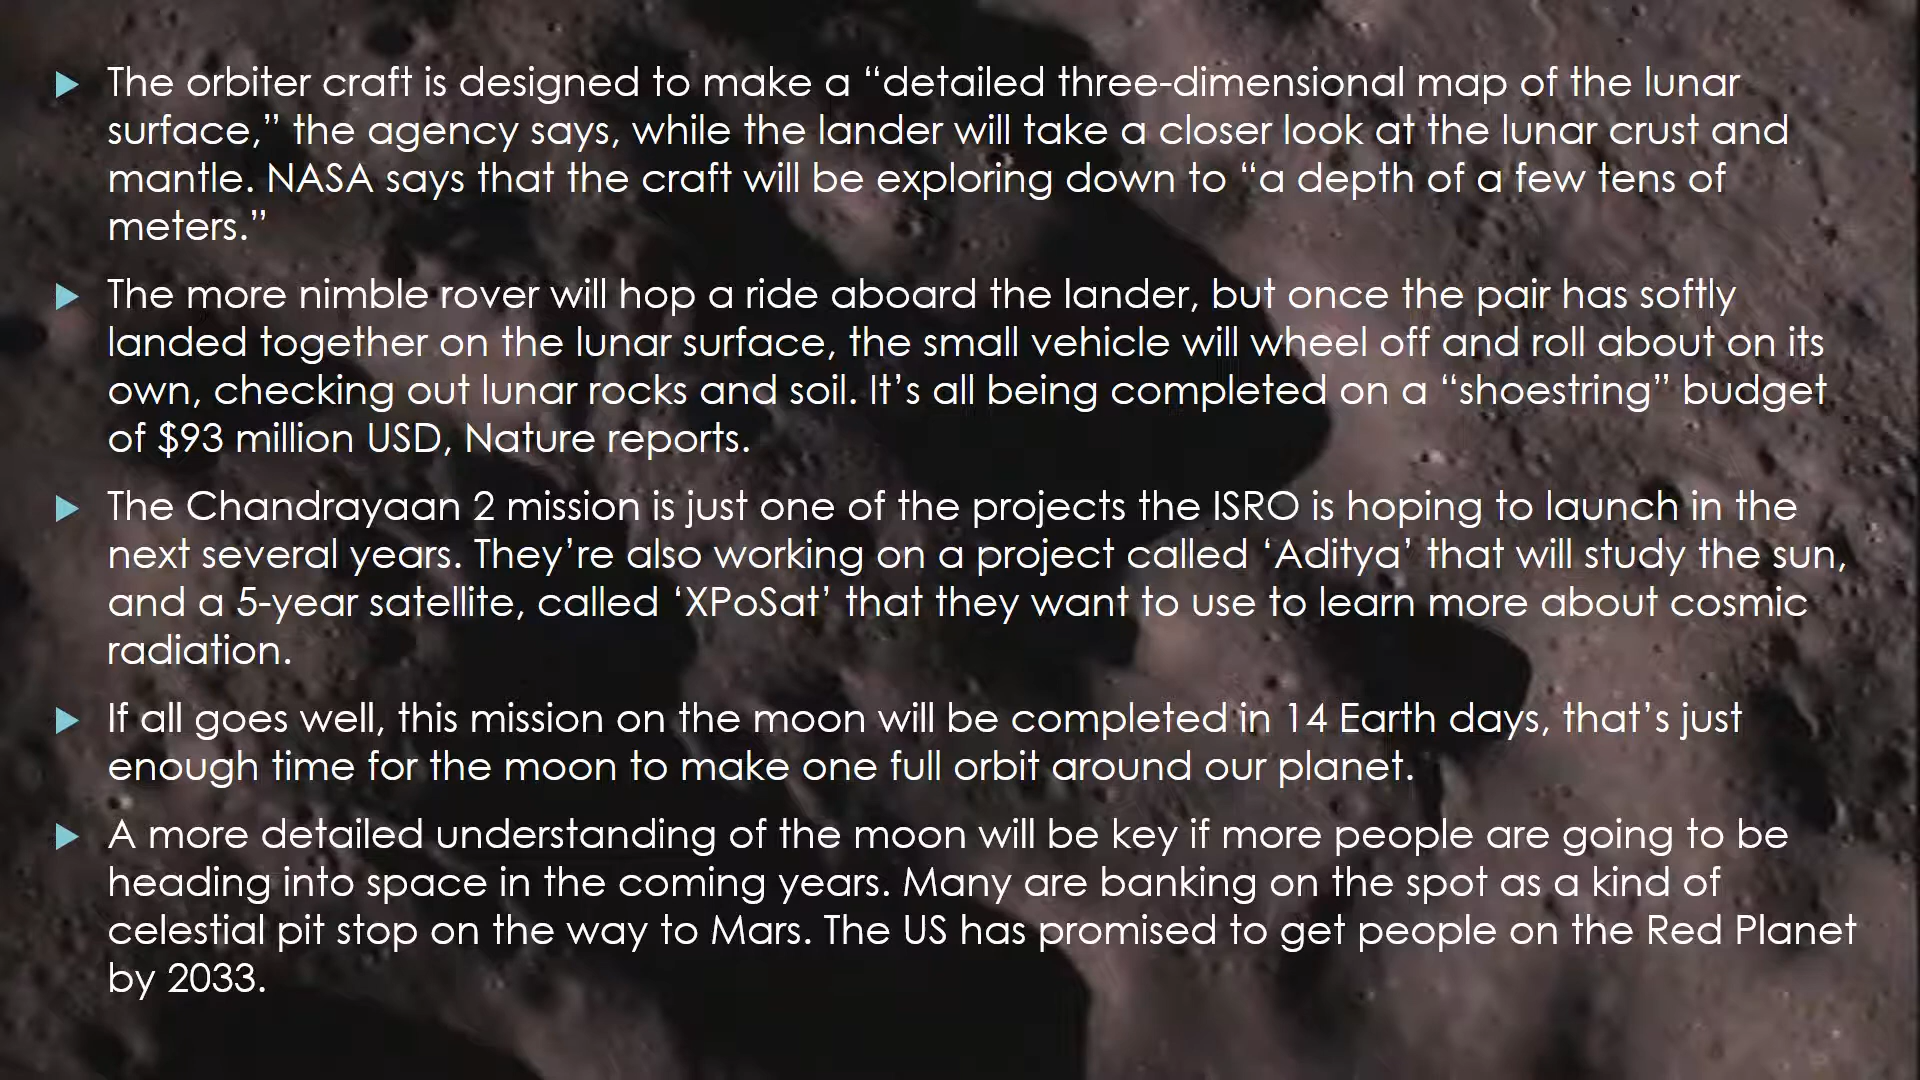 The orbiter craft is designed to make a “detailed three-dimensional map of the lunar
surface,” the agency says, while the lander will take a closer look at the lunar crust and
mantle. NASA says that the craft will be exploring down to “a depth of a few tens of
meters.”
The more nimble rover will hop a ride aboard the lander, but once the pair has softly
landed together on the lunar surface, the small vehicle will wheel off and roll about on its
own, checking out lunar rocks and soil. It’s all being completed on a “shoestring” budget
of $93 million USD, Nature reports.
The Chandrayaan 2 mission is just one of the projects the ISRO is hoping to launch in the
next several years. They’re also working on a project called ‘Aditya’ that will study the sun,
and a 5-year satellite, called ‘XPoSat’ that they want to use to learn more about cosmic
radiation.
If all goes well, this mission on the moon will be completed in 14 Earth days, that’s just
enough time for the moon to make one full orbit around our planet.
A more detailed understanding of the moon will be key if more people are going to be
heading into space in the coming years. Many are banking on the spot as a kind of
celestial pit stop on the way to Mars. The US has promised to get people on the Red Planet
by 2033.